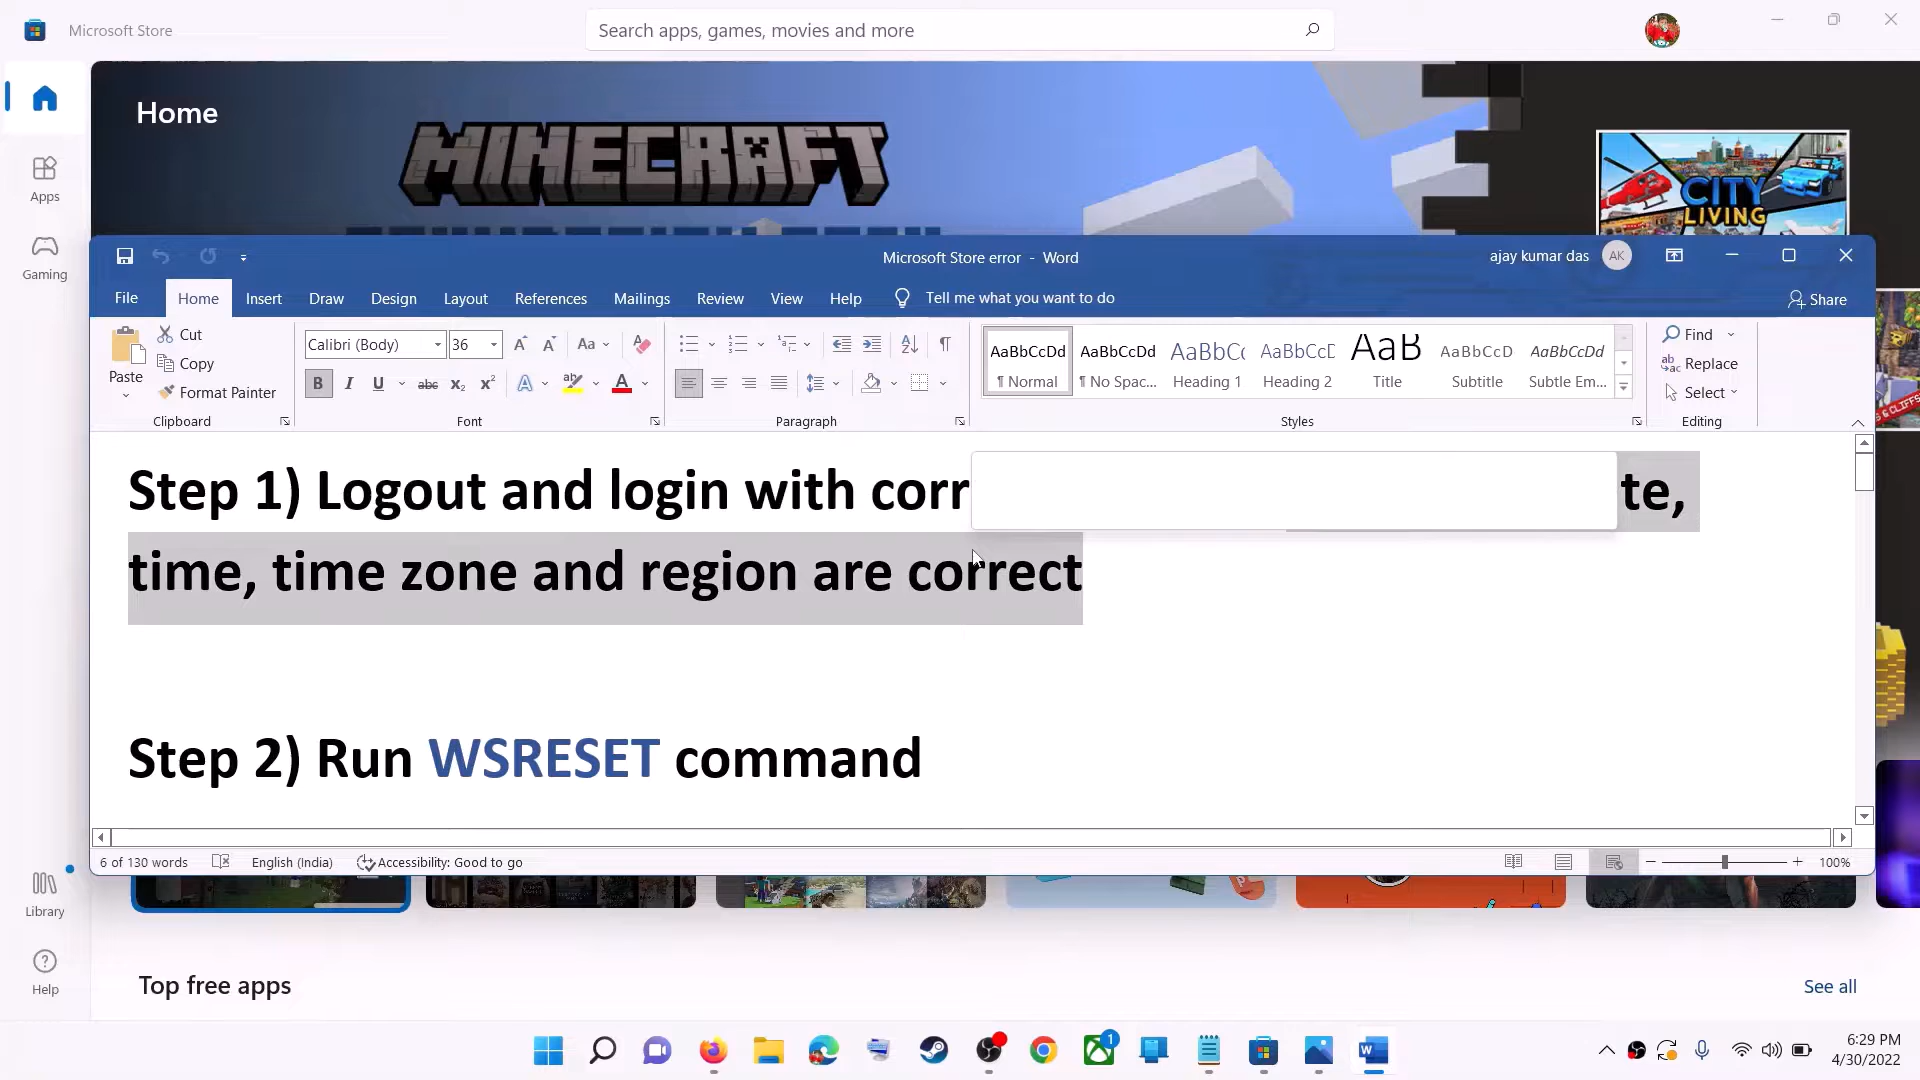 Microsoft Store
Search apps, games, movies and more
Home
MINECRAFT
CITY
LIVING
Apps
Gaming
Microsoft Store error - Word
ajay kumar das
AK
File
Home
Insert
Draw
Design
Layout
References
Mailings
Review
View
Help
Tell me what you want to do
Share
Paste
Cut
Copy
Format Painter
Clipboard
Calibri (Body)
36
Font
Paragraph
AaBbCcDd
¶ Normal
AaBbCcDd
¶ No Spac...
AaBbCc
Heading 1
AaBbCcD
Heading 2
AaB
Title
AaBbCcD
Subtitle
AaBbCcDd
Subtle Em...
Styles
Find
Replace
Select
Editing
Step 1) Logout and login with corr te,
time, time zone and region are correct
Step 2) Run WSRESET command
6 of 130 words
English (India)
Accessibility: Good to go
100%
Library
Help
Top free apps
See all
1
6:29 PM
4/30/2022